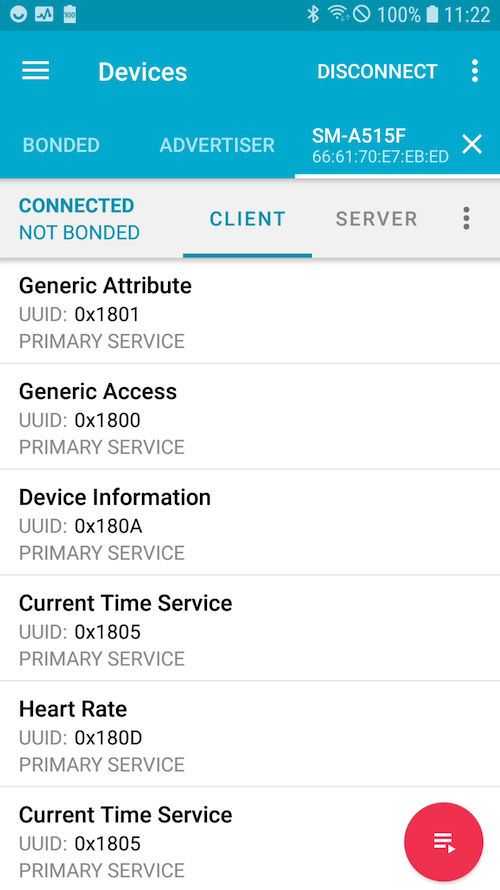 100
100% 11:22
Devices
DISCONNECT
BONDED
ADVERTISER
SM-A515F
66:61:70:E7:EB:ED
CONNECTED
NOT BONDED
CLIENT
SERVER
Generic Attribute
UUID: 0x1801
PRIMARY SERVICE
Generic Access
UUID: 0x1800
PRIMARY SERVICE
Device Information
UUID: 0x180A
PRIMARY SERVICE
Current Time Service
UUID: 0x1805
PRIMARY SERVICE
Heart Rate
UUID: 0x180D
PRIMARY SERVICE
Current Time Service
UUID: 0x1805
PRIMARY SERVICE